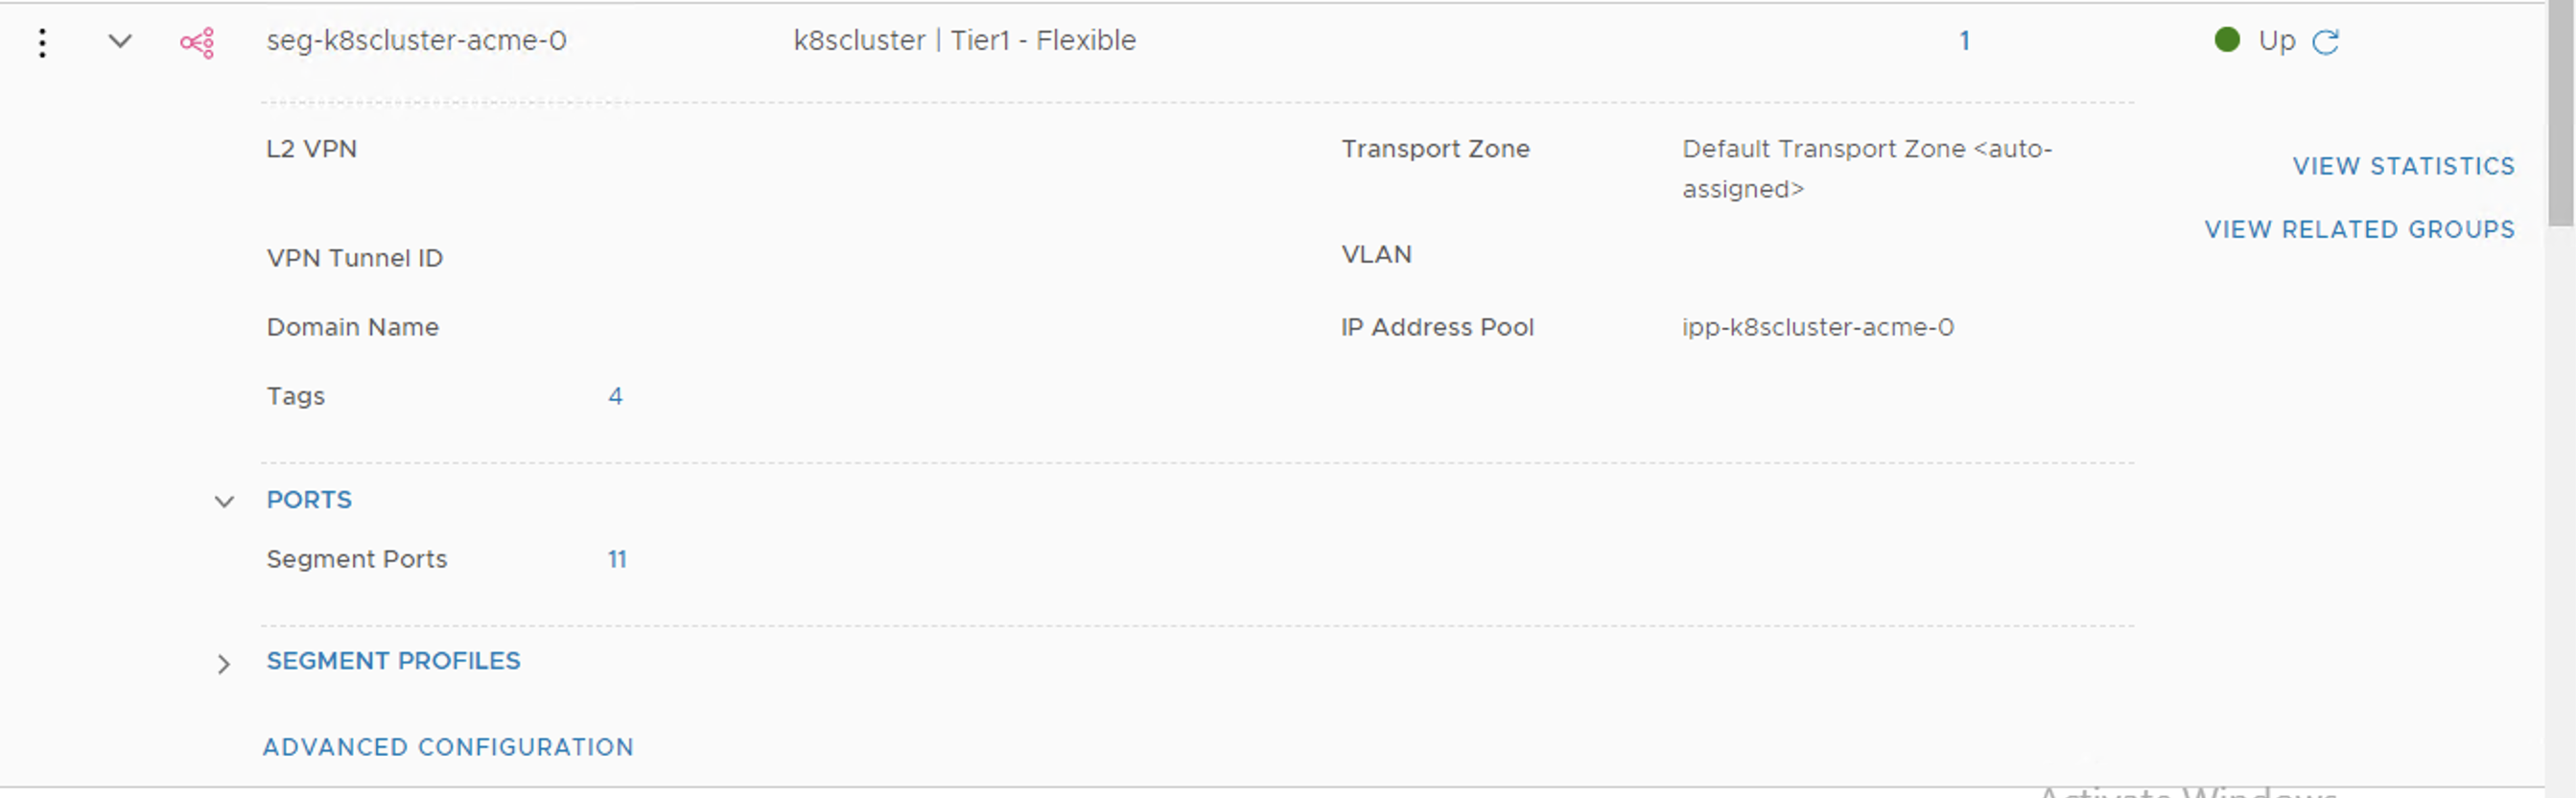 seg-k8scluster-acme-0 k8scluster | Tier1 - Flexible 1 Up
L2 VPN Transport Zone Default Transport Zone <auto-
assigned>
VIEW STATISTICS
VIEW RELATED GROUPS
VPN Tunnel ID VLAN
Domain Name IP Address Pool ipp-k8scluster-acme-0
Tags 4
PORTS
Segment Ports 11
SEGMENT PROFILES
ADVANCED CONFIGURATION
Activate Windows